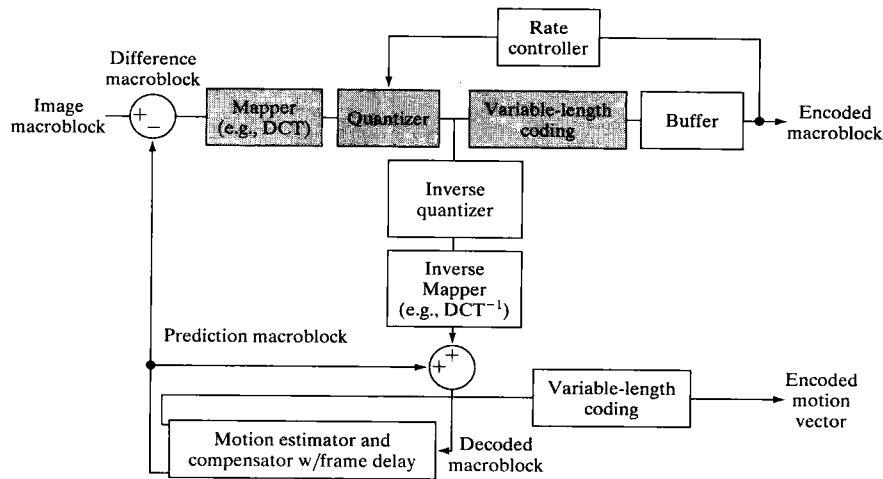 Rate
controller
Difference
macroblock
Image
macroblock
+
−
Mapper
(e.g., DCT)
Quantizer
Variable-length
coding
Buffer
Encoded
macroblock
Inverse
quantizer
Inverse
Mapper
(e.g., DCT⁻¹)
Prediction macroblock
+
+
Variable-length
coding
Encoded
motion
vector
Motion estimator and
compensator w/frame delay
Decoded
macroblock